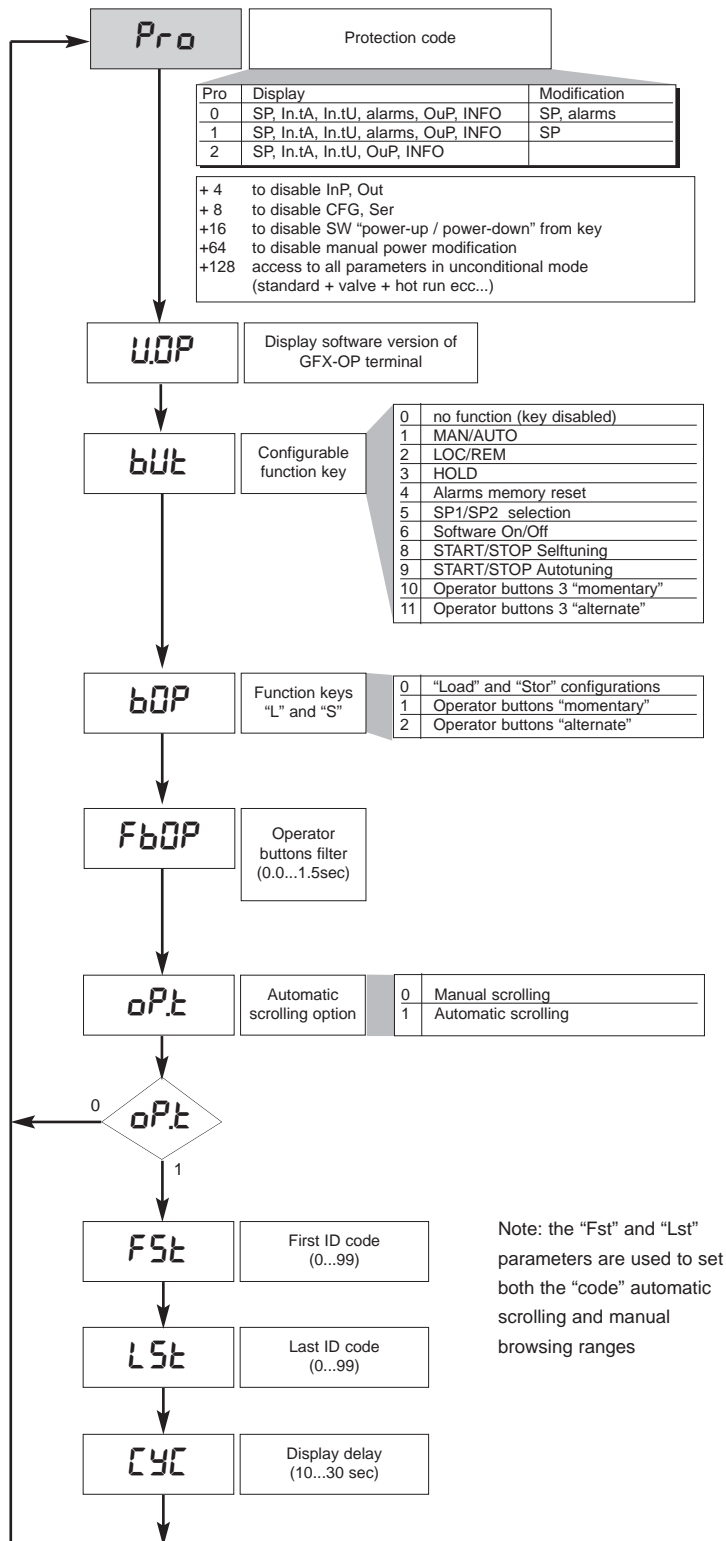 Pro
Protection code
Pro Display Modification
0 SP, In.tA, In.tU, alarms, OuP, INFO SP, alarms
1 SP, In.tA, In.tU, alarms, OuP, INFO SP
2 SP, In.tA, In.tU, OuP, INFO
+ 4 to disable InP, Out
+ 8 to disable CFG, Ser
+16 to disable SW “power-up / power-down” from key
+64 to disable manual power modification
+128 access to all parameters in unconditional mode
(standard + valve + hot run ecc...)
U.OP
Display software version of
GFX-OP terminal
bUt
Configurable
function key
0 no function (key disabled)
1 MAN/AUTO
2 LOC/REM
3 HOLD
4 Alarms memory reset
5 SP1/SP2 selection
6 Software On/Off
8 START/STOP Selftuning
9 START/STOP Autotuning
10 Operator buttons 3 “momentary”
11 Operator buttons 3 “alternate”
bOP
Function keys
“L” and “S”
0 “Load” and “Stor” configurations
1 Operator buttons “momentary”
2 Operator buttons “alternate”
FbOP
Operator
buttons filter
(0.0...1.5sec)
oP.t
Automatic
scrolling option
0 Manual scrolling
1 Automatic scrolling
0
oP.t
1
FSt
First ID code
(0...99)
Note: the “Fst” and “Lst”
parameters are used to set
both the “code” automatic
scrolling and manual
browsing ranges
LSt
Last ID code
(0...99)
CYC
Display delay
(10...30 sec)